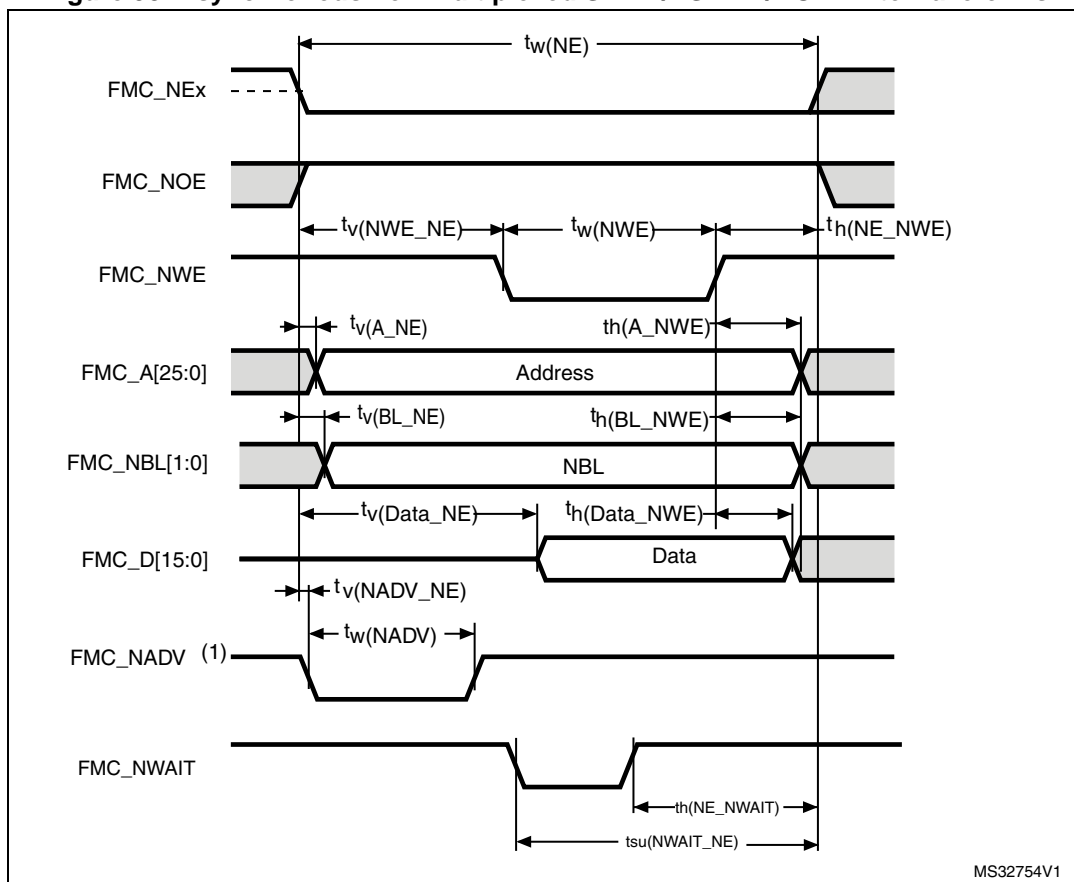 tw(NE)
FMC_NEx
FMC_NOE
tv(NWE_NE) tw(NWE) th(NE_NWE)
FMC_NWE
tv(A_NE) th(A_NWE)
FMC_A[25:0] Address
tv(BL_NE) th(BL_NWE)
FMC_NBL[1:0] NBL
tv(Data_NE) th(Data_NWE)
FMC_D[15:0] Data
tv(NADV_NE)
tw(NADV)
FMC_NADV (1)
FMC_NWAIT
th(NE_NWAIT)
tsu(NWAIT_NE)
MS32754V1